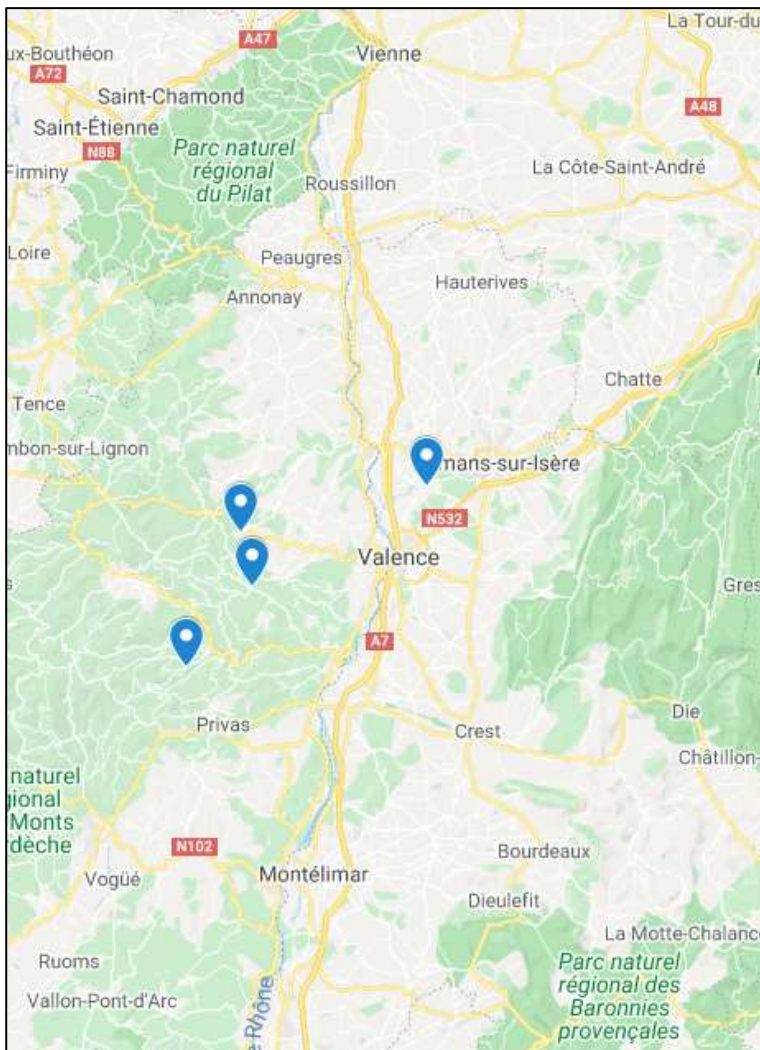 La Tour-du
A47
ux-Bouthéon
Vienne
A72
Saint-Chamond
A48
Saint-Étienne
N88
Parc naturel
régional
du Pilat
La Côte-Saint-André
Firminy
Roussillon
Loire
Peaugres
Hauterives
Annonay
Chatte
Tence
mbon-sur-Lignon
mans-sur-Isère
N532
Valence
Gres
A7
Privas
Die
Crest
Châtillon-
naturel
gional
Monts
rdèche
N102
Bourdeaux
Vogüé
Montélimar
Dieulefit
La Motte-Chalanc
Ruoms
Parc naturel
régional des
Baronnies
provençales
Vallon-Pont-d'Arc
e Rhône